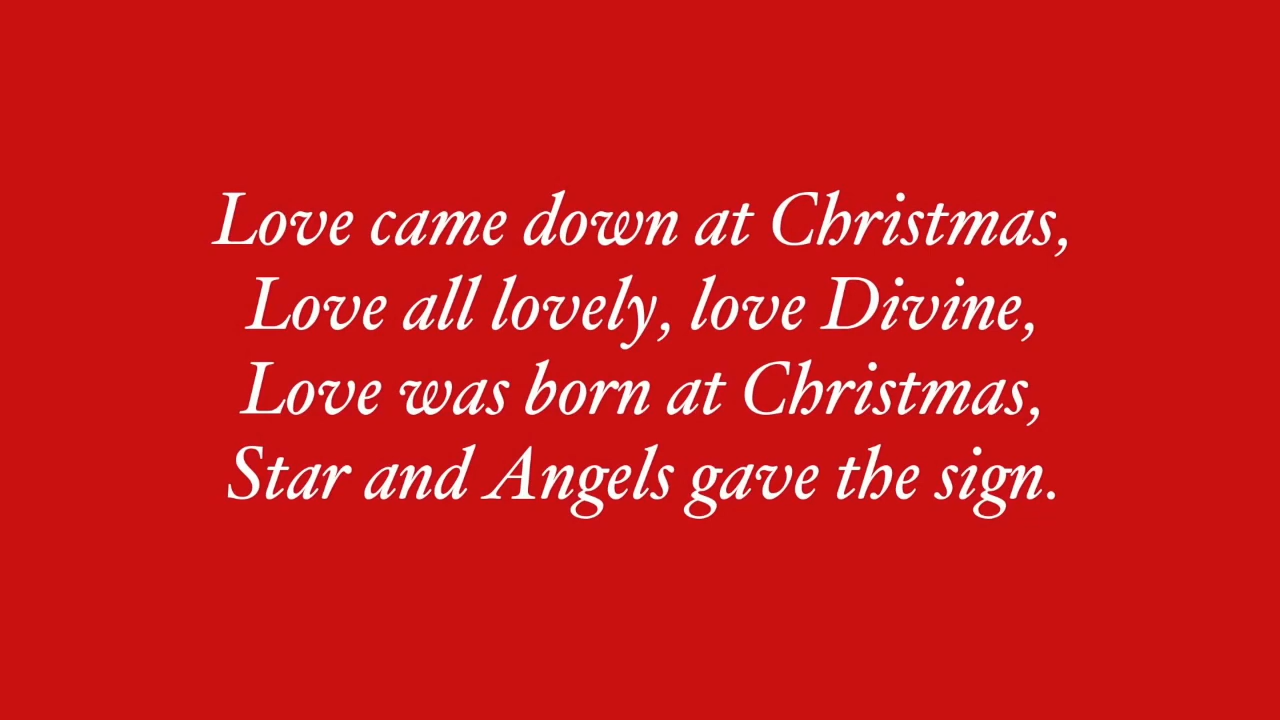 Love came down at Christmas,
Love all lovely, love Divine,
Love was born at Christmas,
Star and Angels gave the sign.